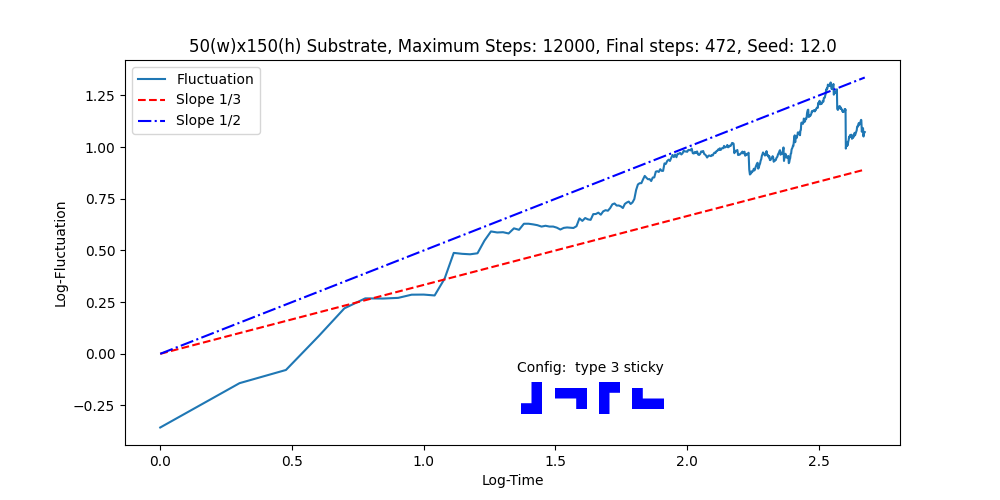 50(w)x150(h) Substrate, Maximum Steps: 12000, Final steps: 472, Seed: 12.0
Fluctuation
Slope 1/3
Slope 1/2
1.25
1.00
0.75
0.50
0.25
0.00
−0.25
Log-Fluctuation
Config:  type 3 sticky
0.0 0.5 1.0 1.5 2.0 2.5
Log-Time